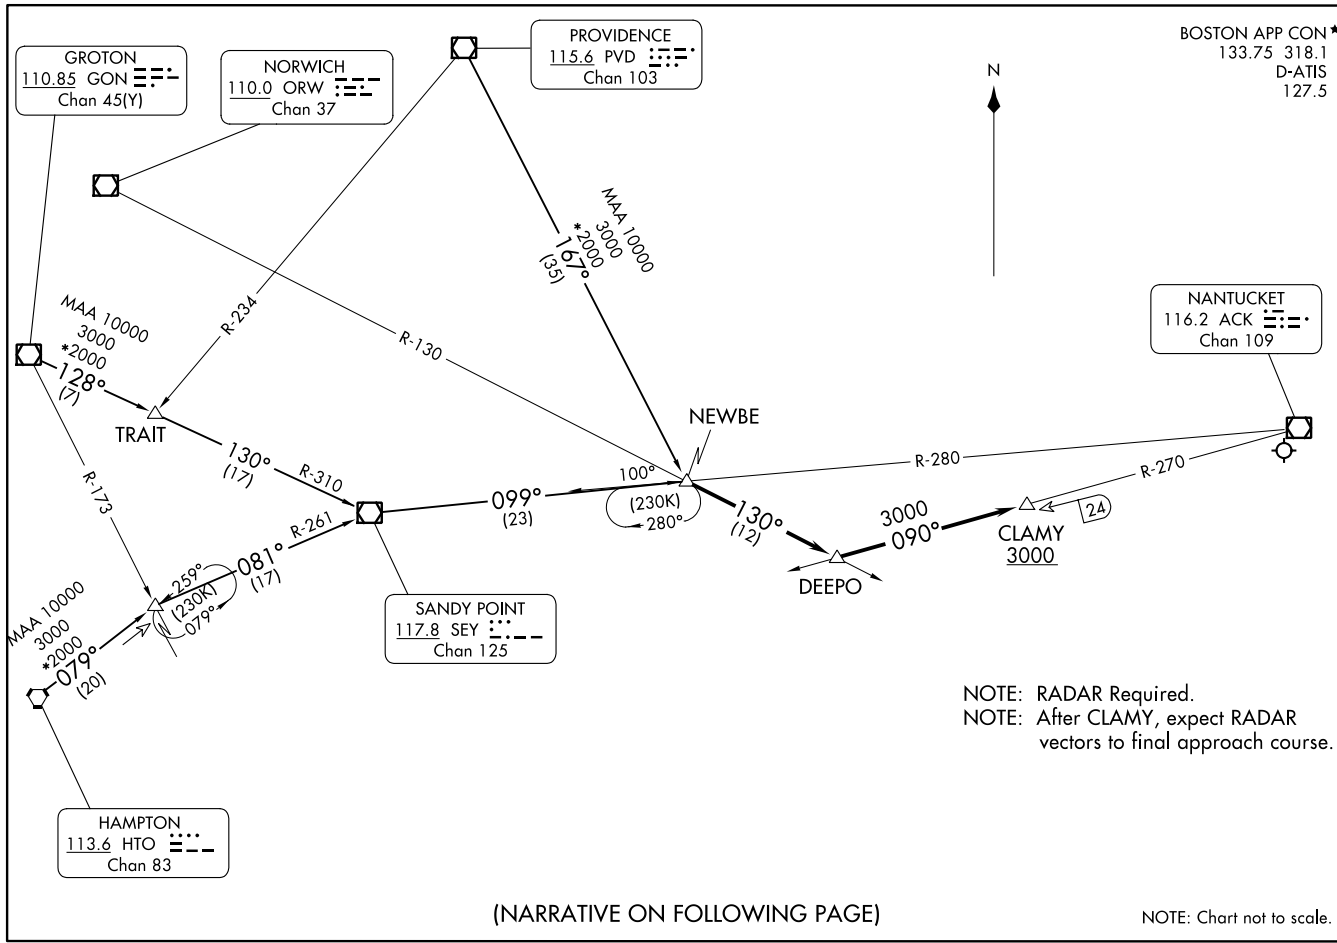 BOSTON APP CON*
133.75 318.1
D-ATIS
127.5
GROTON
110.85 GON
Chan 45(Y)
NORWICH
110.0 ORW
Chan 37
PROVIDENCE
115.6 PVD
Chan 103
N
MAA 10000
3000
*2000
167°
(35)
R-234
R-130
MAA 10000
3000
*2000
128°
(7)
TRAIT
NANTUCKET
116.2 ACK
Chan 109
NEWBE
130°
(17)
R-310
R-173
R-280
R-270
24
100°
099°
(23)
(230K)
280°
130°
(12)
3000
090°
CLAMY
3000
DEEPO
R-261
081°
(17)
259°
(230K)
079°
MAA 10000
3000
*2000
079°
(20)
SANDY POINT
117.8 SEY
Chan 125
NOTE: RADAR Required.
NOTE: After CLAMY, expect RADAR
vectors to final approach course.
HAMPTON
113.6 HTO
Chan 83
(NARRATIVE ON FOLLOWING PAGE)
NOTE: Chart not to scale.